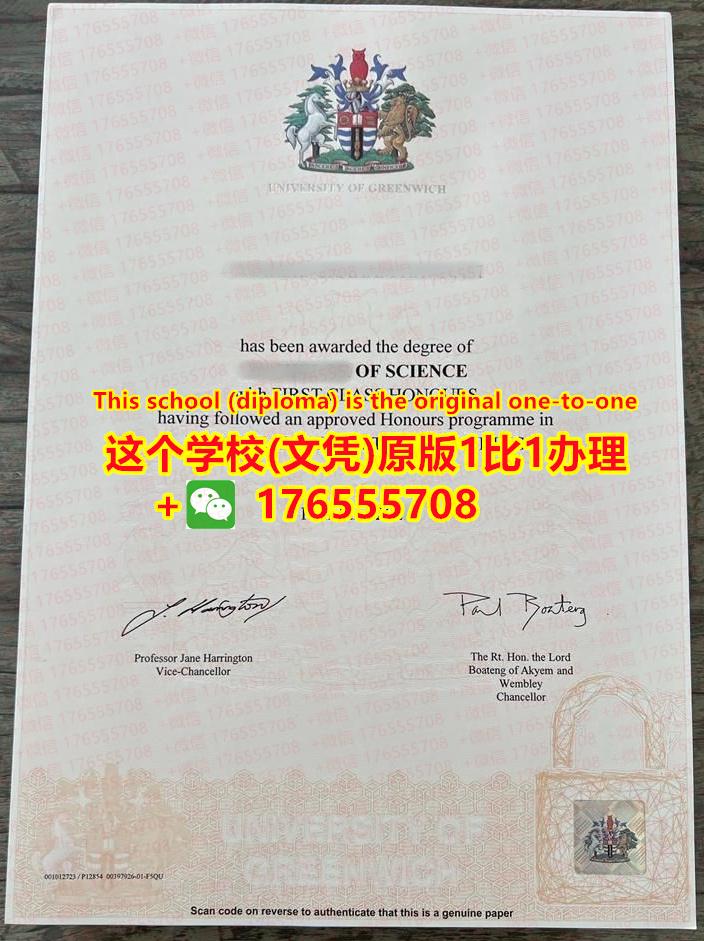 UNIVERSITY OF GREENWICH
has been awarded the degree of
OF SCIENCE
with FIRST CLASS HONOURS
This school (diploma) is the original one-to-one
having followed an approved Honours programme in
这个学校(文凭)原版1比1办理
+ 176555708
Professor Jane Harrington
Vice-Chancellor
The Rt. Hon. the Lord
Boateng of Akyem and
Wembley
Chancellor
UNIVERSITY OF
GREENWICH
001012723 / P12854 00397926-01-F5QU
Scan code on reverse to authenticate that this is a genuine paper
+微信 176555708